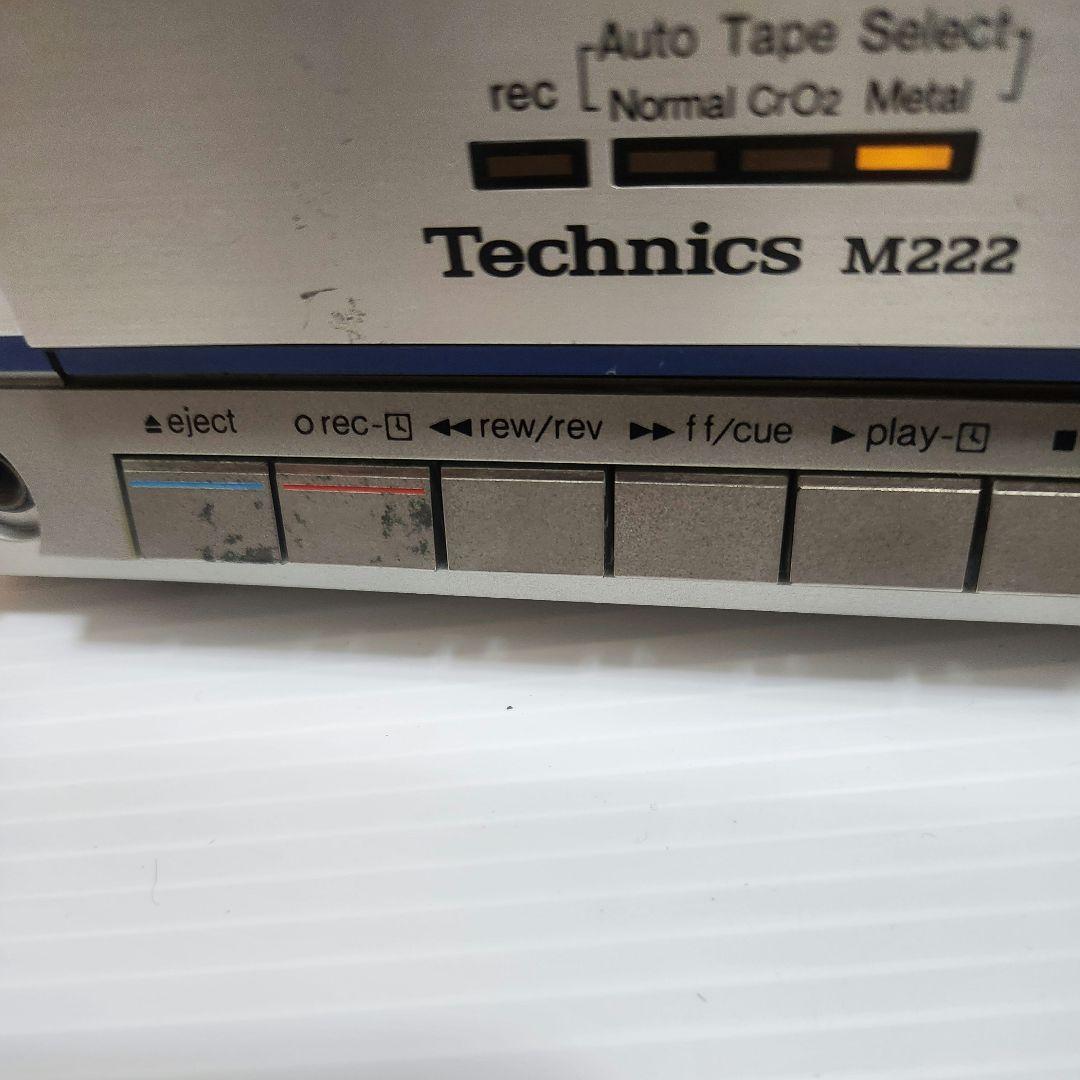 Auto Tape Select
rec Normal CrO2 Metal
Technics M222
⏏eject ○rec- ◀◀rew/rev ▶▶ff/cue ▶play- ■